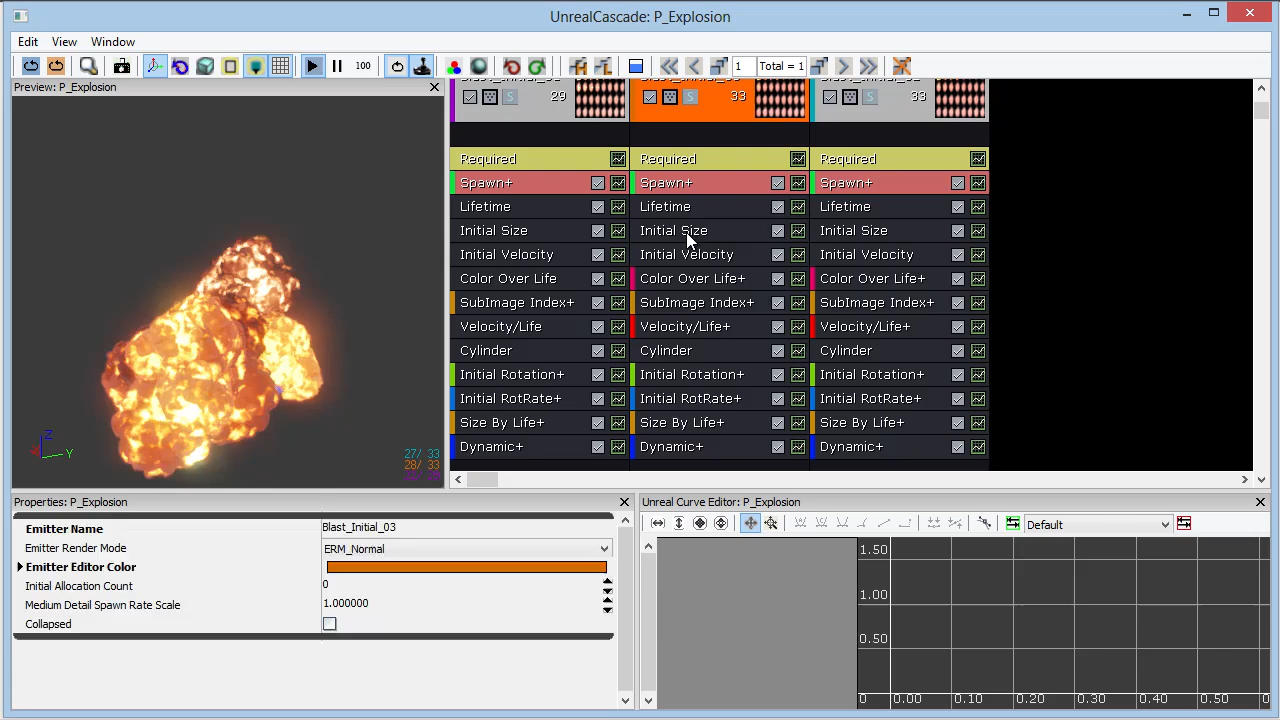 UnrealCascade: P_Explosion
Edit View Window
100 1 Total = 1
Preview: P_Explosion
S 29 S 33 S 33
Required Required Required
Spawn+ Spawn+ Spawn+
Lifetime Lifetime Lifetime
Initial Size Initial Size Initial Size
Initial Velocity Initial Velocity Initial Velocity
Color Over Life Color Over Life+ Color Over Life+
SubImage Index+ SubImage Index+ SubImage Index+
Velocity/Life Velocity/Life+ Velocity/Life+
Cylinder Cylinder Cylinder
Initial Rotation+ Initial Rotation+ Initial Rotation+
Initial RotRate+ Initial RotRate+ Initial RotRate+
Size By Life+ Size By Life+ Size By Life+
Dynamic+ Dynamic+ Dynamic+
Z
Y
27/ 33
28/ 33
Properties: P_Explosion
Emitter Name Blast_Initial_03
Emitter Render Mode ERM_Normal
Emitter Editor Color
Initial Allocation Count 0
Medium Detail Spawn Rate Scale 1.000000
Collapsed
Unreal Curve Editor: P_Explosion
Default
1.50
1.00
0.50
0 0.00 0.10 0.20 0.30 0.40 0.50